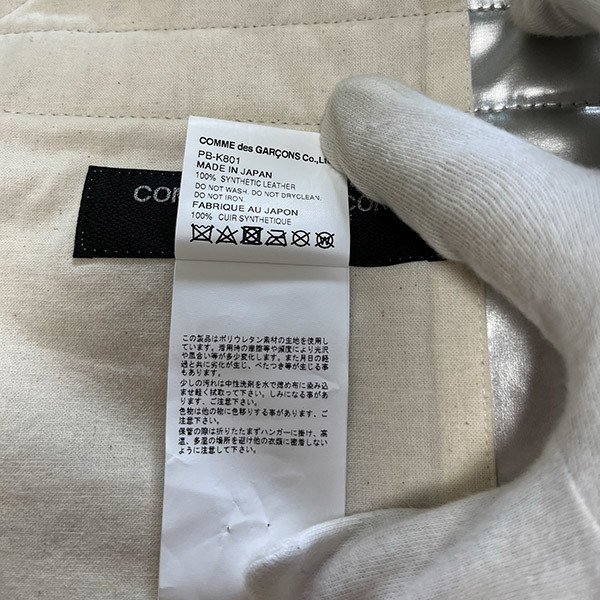 COMME des GARÇONS Co.,L
PB-K801
MADE IN JAPAN
100% SYNTHETIC LEATHER
DO NOT WASH. DO NOT DRYCLEAN.
DO NOT IRON.
FABRIQUE AU JAPON
100% CUIR SYNTHETIQUE
CO
CO
この製品はポリウレタン素材の生地を使用し
ています。着用時の摩擦等や湿度により光沢
や風合い等が多少変化します。また月日の経
過と共に劣化が生じ、べたつき等が生じる事
もあります。
少しの汚れは中性洗剤を水で薄め布に染み込
ませ軽く拭取って下さい。しみになる事があり
ます、ご注意下さい。
色物は他の物に色移りする事があります、ご
注意下さい。
保管の際は折りたたまずハンガーに掛け、高
温、多湿の場所を避け他の衣類に密着しない
ように注意して下さい。